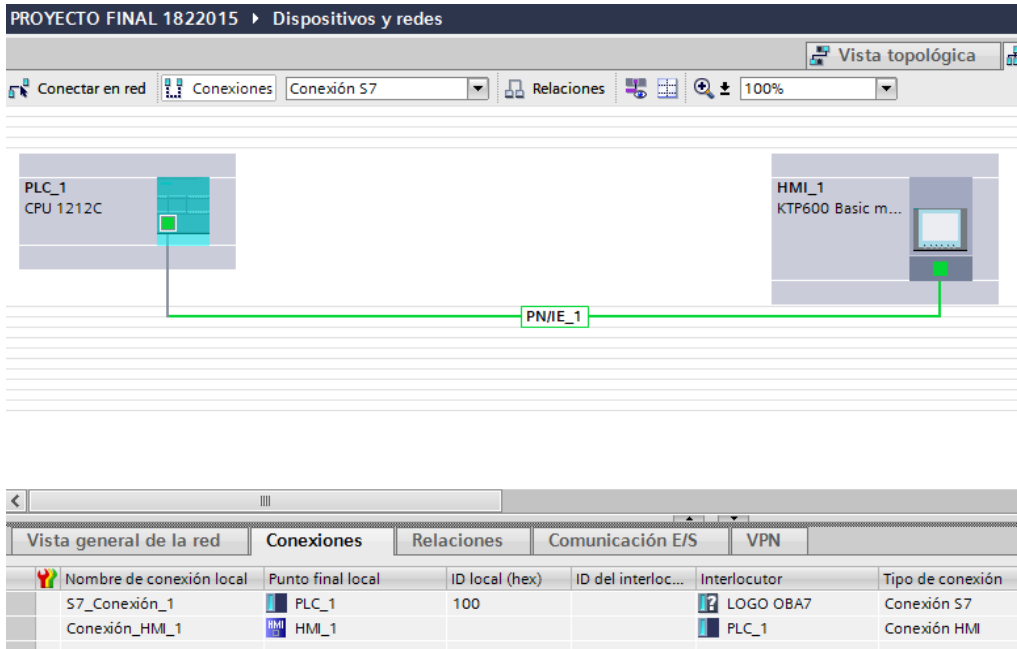 PROYECTO FINAL 1822015 ▸ Dispositivos y redes
Vista topológica
Conectar en red Conexiones Conexión S7 Relaciones 100%
PLC_1
CPU 1212C
HMI_1
KTP600 Basic m...
PN/IE_1
Vista general de la red Conexiones Relaciones Comunicación E/S VPN
Nombre de conexión local Punto final local ID local (hex) ID del interloc... Interlocutor Tipo de conexión
S7_Conexión_1 PLC_1 100 LOGO OBA7 Conexión S7
Conexión_HMI_1 HMI HMI_1 PLC_1 Conexión HMI